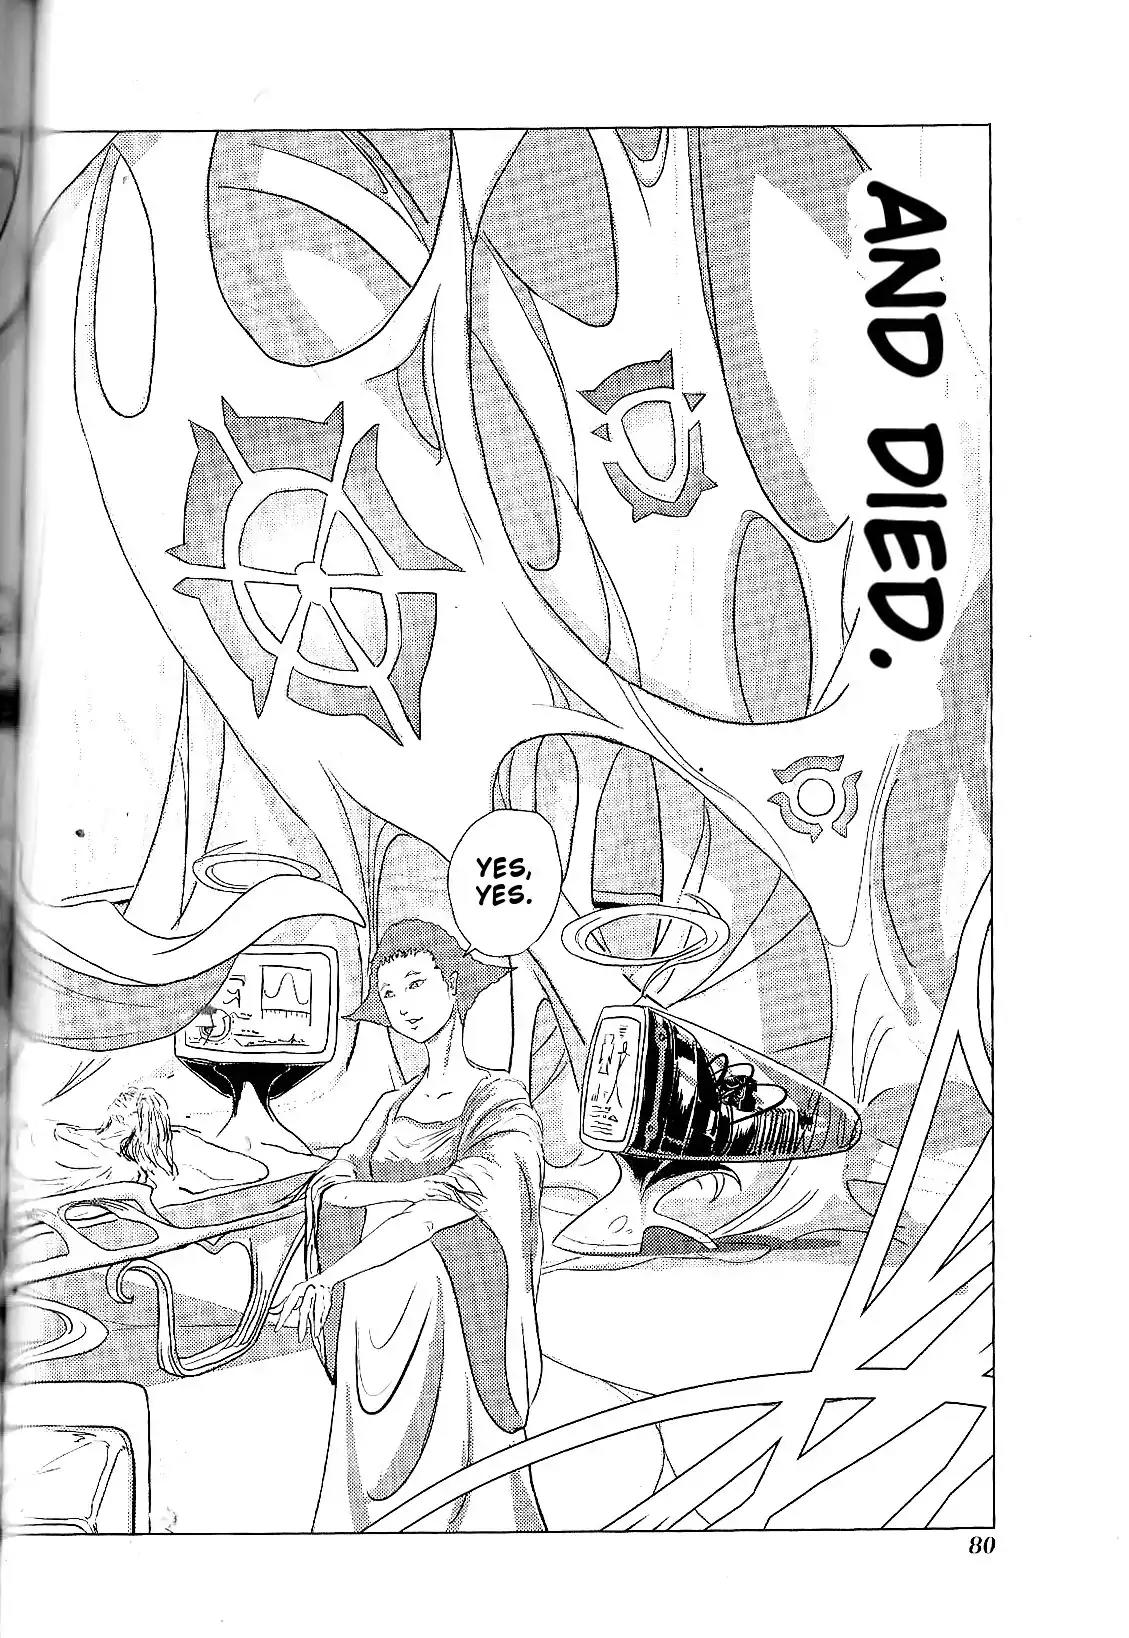 AND DIED.
YES,
YES.
80